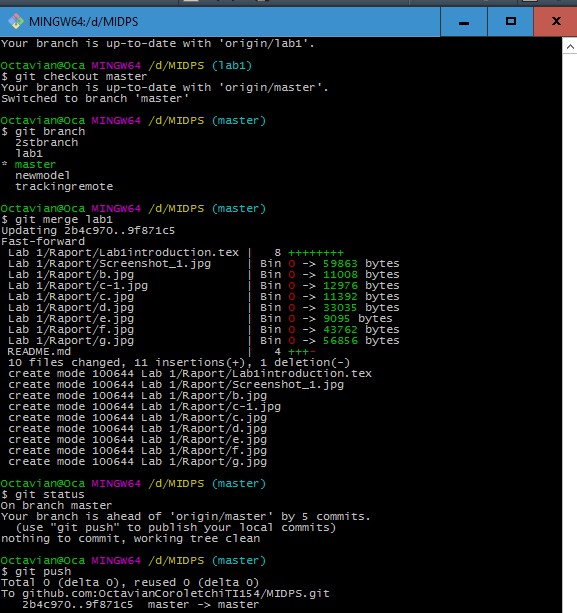 MINGW64:/d/MIDPS
Your branch is up-to-date with 'origin/lab1'.
Octavian@Oca MINGW64 /d/MIDPS (lab1)
$ git checkout master
Your branch is up-to-date with 'origin/master'.
Switched to branch 'master'
Octavian@Oca MINGW64 /d/MIDPS (master)
$ git branch
  2stbranch
  lab1
* master
  newmodel
  trackingremote
Octavian@Oca MINGW64 /d/MIDPS (master)
$ git merge lab1
Updating 2b4c970..9f871c5
Fast-forward
 Lab 1/Raport/Lab1introduction.tex |   8 ++++++++
 Lab 1/Raport/Screenshot_1.jpg     | Bin 0 -> 59863 bytes
 Lab 1/Raport/b.jpg                | Bin 0 -> 11008 bytes
 Lab 1/Raport/c-1.jpg              | Bin 0 -> 12976 bytes
 Lab 1/Raport/c.jpg                | Bin 0 -> 11392 bytes
 Lab 1/Raport/d.jpg                | Bin 0 -> 33035 bytes
 Lab 1/Raport/e.jpg                | Bin 0 -> 9095 bytes
 Lab 1/Raport/f.jpg                | Bin 0 -> 43762 bytes
 Lab 1/Raport/g.jpg                | Bin 0 -> 56856 bytes
 README.md                         |   4 +++-
 10 files changed, 11 insertions(+), 1 deletion(-)
 create mode 100644 Lab 1/Raport/Lab1introduction.tex
 create mode 100644 Lab 1/Raport/Screenshot_1.jpg
 create mode 100644 Lab 1/Raport/b.jpg
 create mode 100644 Lab 1/Raport/c-1.jpg
 create mode 100644 Lab 1/Raport/c.jpg
 create mode 100644 Lab 1/Raport/d.jpg
 create mode 100644 Lab 1/Raport/e.jpg
 create mode 100644 Lab 1/Raport/f.jpg
 create mode 100644 Lab 1/Raport/g.jpg
Octavian@Oca MINGW64 /d/MIDPS (master)
$ git status
On branch master
Your branch is ahead of 'origin/master' by 5 commits.
  (use "git push" to publish your local commits)
nothing to commit, working tree clean
Octavian@Oca MINGW64 /d/MIDPS (master)
$ git push
Total 0 (delta 0), reused 0 (delta 0)
To github.com:OctavianCoroletchiTI154/MIDPS.git
   2b4c970..9f871c5  master -> master